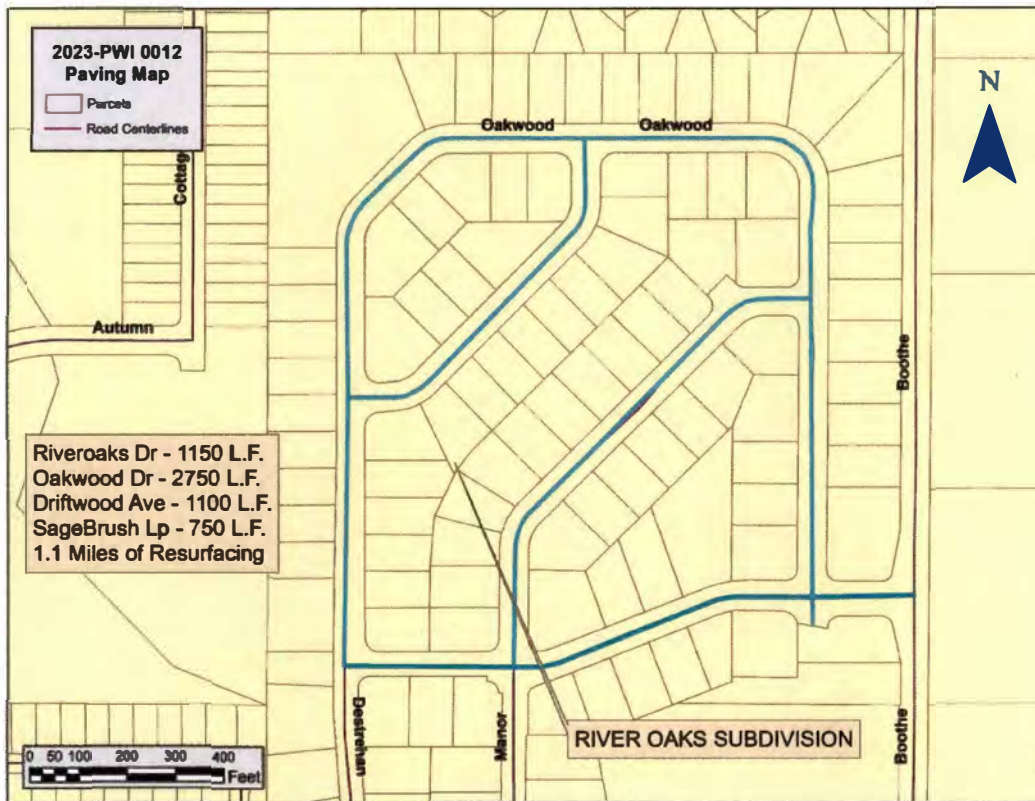 2023-PWI 0012
Paving Map
Parcels
Road Centerlines
N
Oakwood
Oakwood
Cottag
Autumn
Boothe
Riveroaks Dr - 1150 L.F.
Oakwood Dr - 2750 L.F.
Driftwood Ave - 1100 L.F.
SageBrush Lp - 750 L.F.
1.1 Miles of Resurfacing
Destrehan
Manor
Boothe
RIVER OAKS SUBDIVISION
0 50 100 200 300 400
Feet